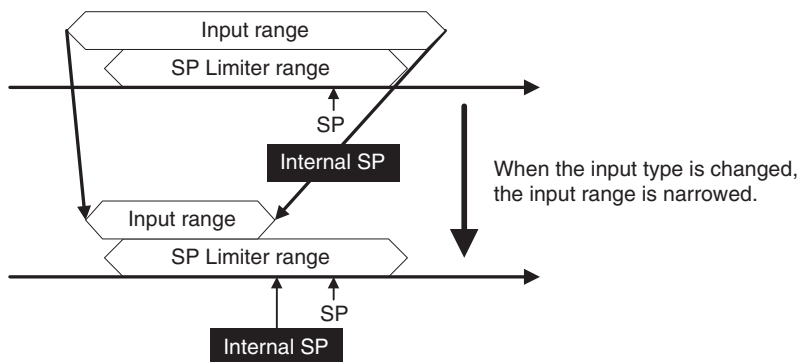 Input range
SP Limiter range
SP
Internal SP
When the input type is changed,
the input range is narrowed.
Input range
SP Limiter range
SP
Internal SP